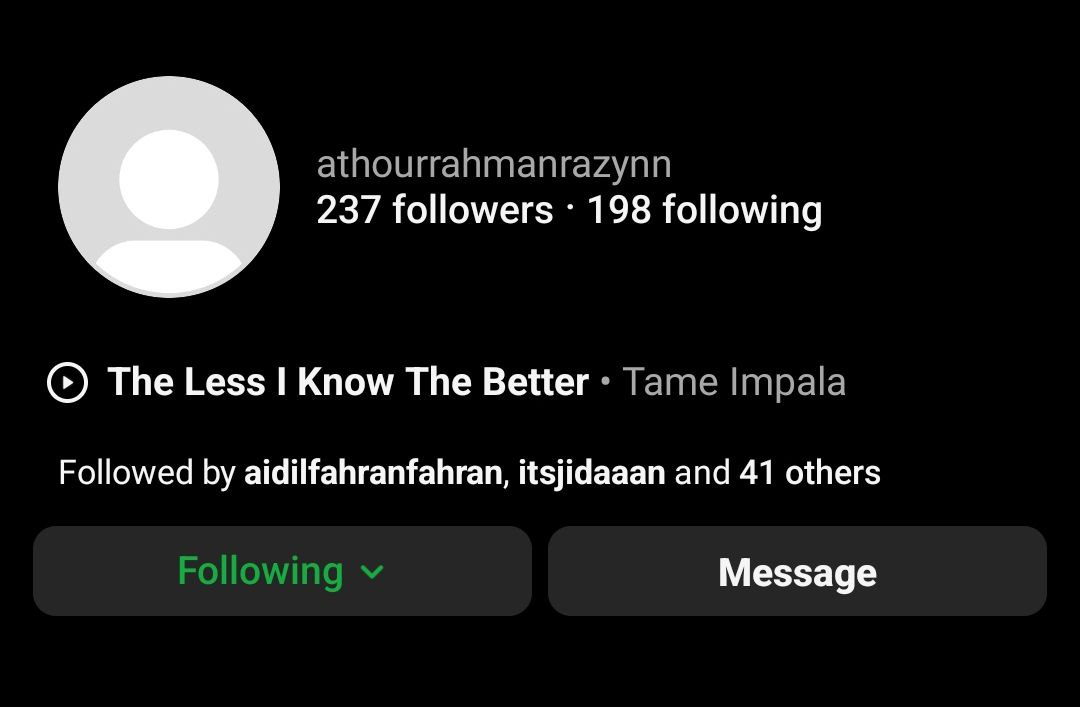 athourrahmanrazynn
237 followers · 198 following
The Less I Know The Better • Tame Impala
Followed by aidilfahranfahran, itsjidaaan and 41 others
Following
Message